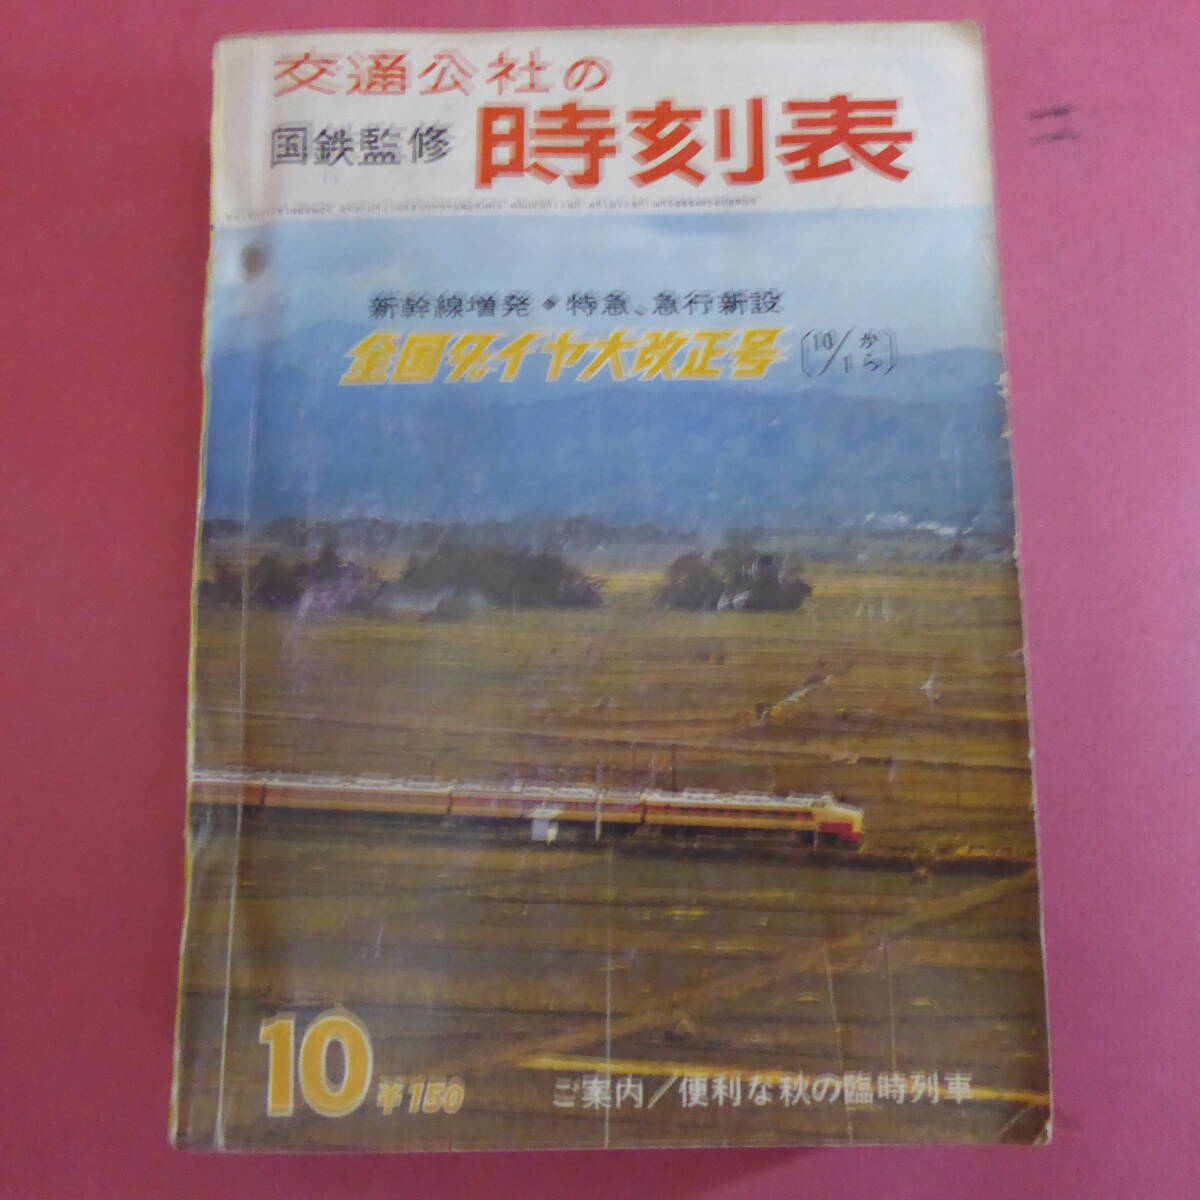 交通公社の
国鉄監修 時刻表
新幹線増発・特急、急行新設
全国ダイヤ大改正号 〔10/1から〕
10 ¥150
ご案内/便利な秋の臨時列車